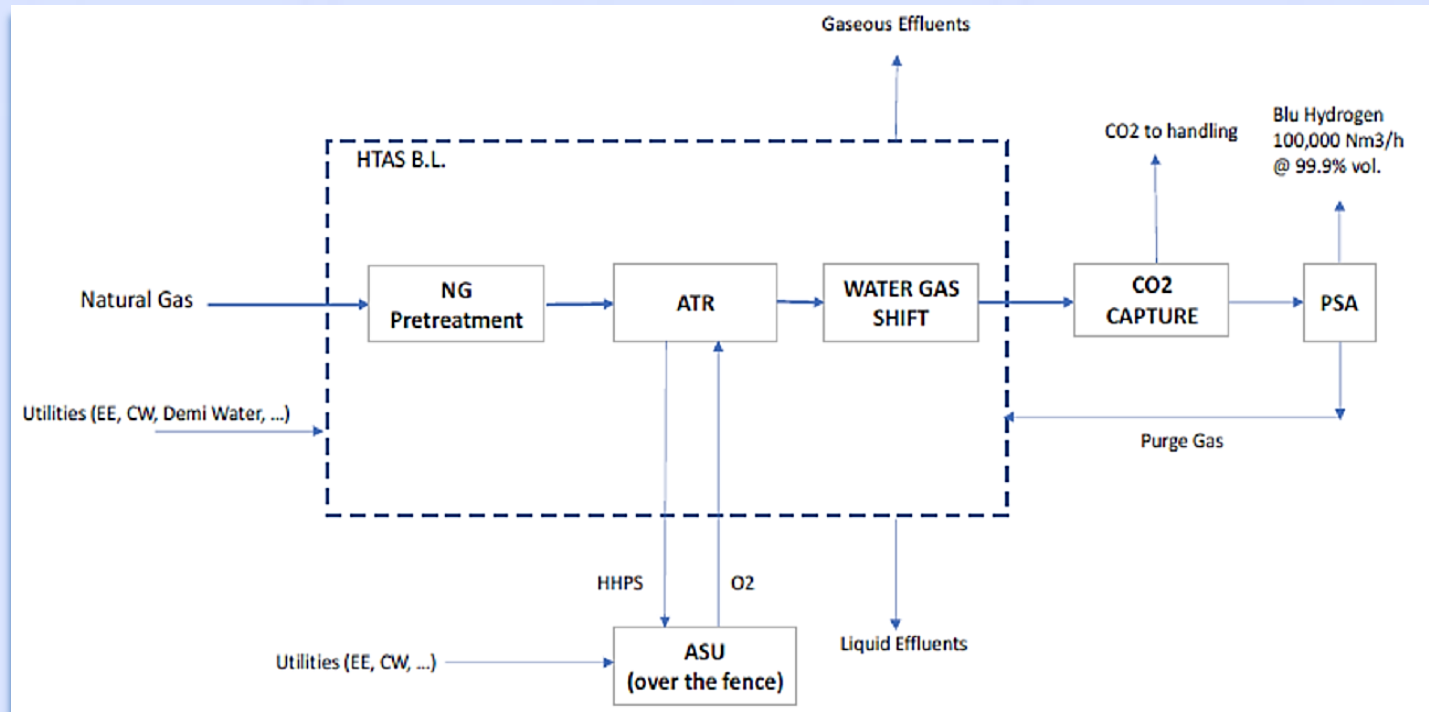 Gaseous Effluents
CO2 to handling
Blu Hydrogen
100,000 Nm3/h
@ 99.9% vol.
HTAS B.L.
Natural Gas
NG
Pretreatment
ATR
WATER GAS
SHIFT
CO2
CAPTURE
PSA
Utilities (EE, CW, Demi Water, ...)
Purge Gas
HHPS
O2
Liquid Effluents
Utilities (EE, CW, ...)
ASU
(over the fence)